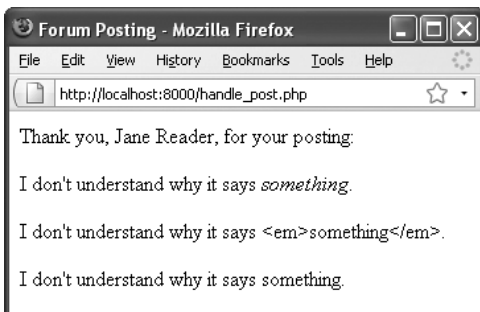 Forum Posting - Mozilla Firefox
File Edit View History Bookmarks Tools Help
http://localhost:8000/handle_post.php
Thank you, Jane Reader, for your posting:
I don't understand why it says something.
I don't understand why it says <em>something</em>.
I don't understand why it says something.